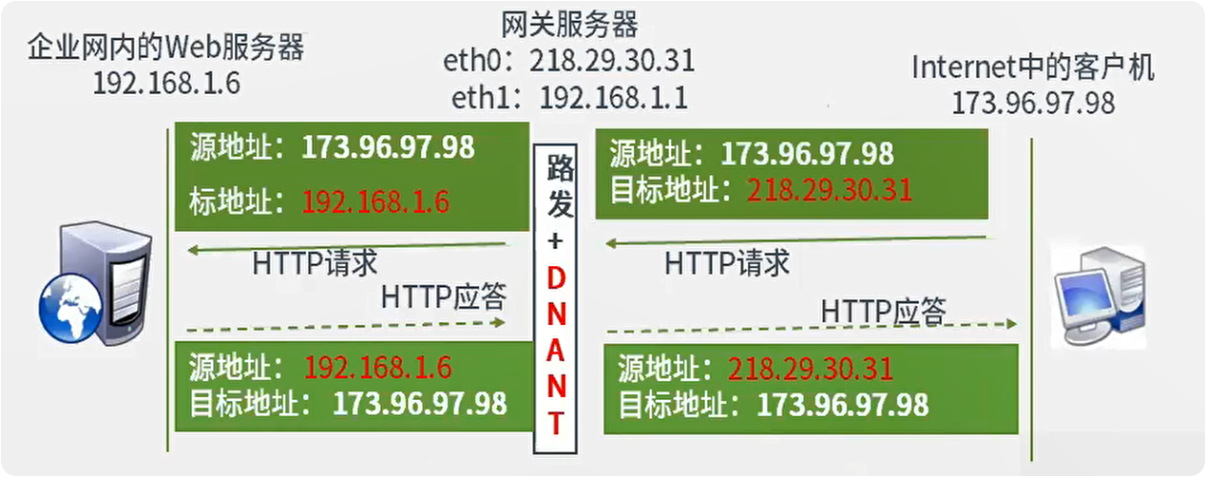 企业网内的Web服务器
192.168.1.6
网关服务器
eth0：218.29.30.31
eth1：192.168.1.1
Internet中的客户机
173.96.97.98
源地址：173.96.97.98
标地址：192.168.1.6
HTTP请求
HTTP应答
源地址：192.168.1.6
目标地址：173.96.97.98
路
发
+
D
N
A
N
T
源地址：173.96.97.98
目标地址：218.29.30.31
HTTP请求
HTTP应答
源地址：218.29.30.31
目标地址：173.96.97.98